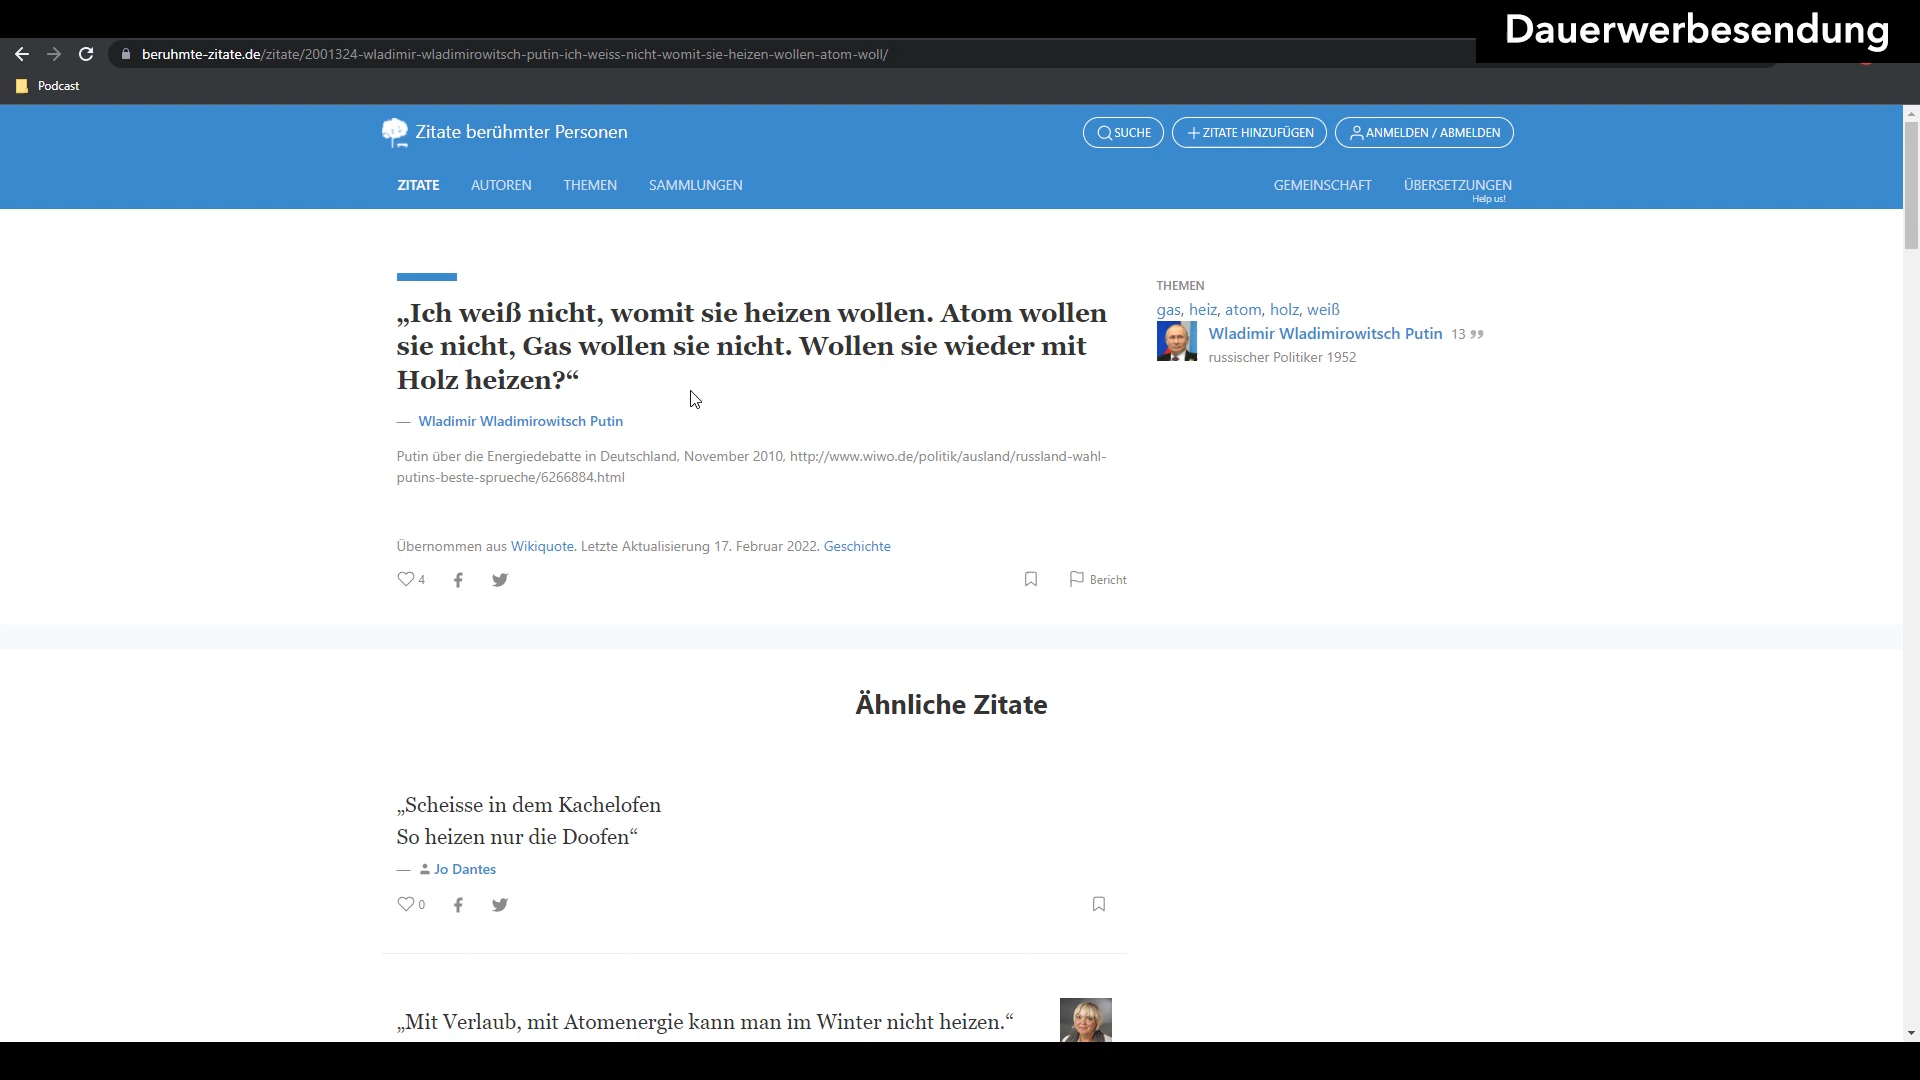 Dauerwerbesendung
beruhmte-zitate.de/zitate/2001324-wladimir-wladimirowitsch-putin-ich-weiss-nicht-womit-sie-heizen-wollen-atom-woll/
Podcast
Zitate berühmter Personen
SUCHE
ZITATE HINZUFÜGEN
ANMELDEN / ABMELDEN
ZITATE
AUTOREN
THEMEN
SAMMLUNGEN
GEMEINSCHAFT
ÜBERSETZUNGEN
Help us!
„Ich weiß nicht, womit sie heizen wollen. Atom wollen
sie nicht, Gas wollen sie nicht. Wollen sie wieder mit
Holz heizen?“
— Wladimir Wladimirowitsch Putin
Putin über die Energiedebatte in Deutschland, November 2010, http://www.wiwo.de/politik/ausland/russland-wahl-
putins-beste-sprueche/6266884.html
Übernommen aus Wikiquote. Letzte Aktualisierung 17. Februar 2022. Geschichte
4
Bericht
THEMEN
gas, heiz, atom, holz, weiß
Wladimir Wladimirowitsch Putin 13 ”
russischer Politiker 1952
Ähnliche Zitate
„Scheisse in dem Kachelofen
So heizen nur die Doofen“
— Jo Dantes
0
„Mit Verlaub, mit Atomenergie kann man im Winter nicht heizen.“